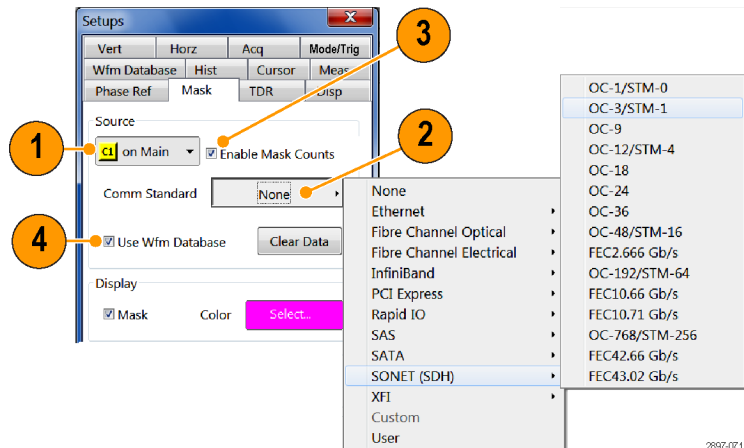 Setups
X
3
Vert Horz Acq Mode/Trig
Wfm Database Hist Cursor Meas
Phase Ref Mask TDR Disp
Source
1
C1 on Main
Enable Mask Counts
2
Comm Standard None
4
Use Wfm Database Clear Data
Display
Mask Color Select...
None
Ethernet
Fibre Channel Optical
Fibre Channel Electrical
InfiniBand
PCI Express
Rapid IO
SAS
SATA
SONET (SDH)
XFI
Custom
User
OC-1/STM-0
OC-3/STM-1
OC-9
OC-12/STM-4
OC-18
OC-24
OC-36
OC-48/STM-16
FEC2.666 Gb/s
OC-192/STM-64
FEC10.66 Gb/s
FEC10.71 Gb/s
OC-768/STM-256
FEC42.66 Gb/s
FEC43.02 Gb/s
2897-071